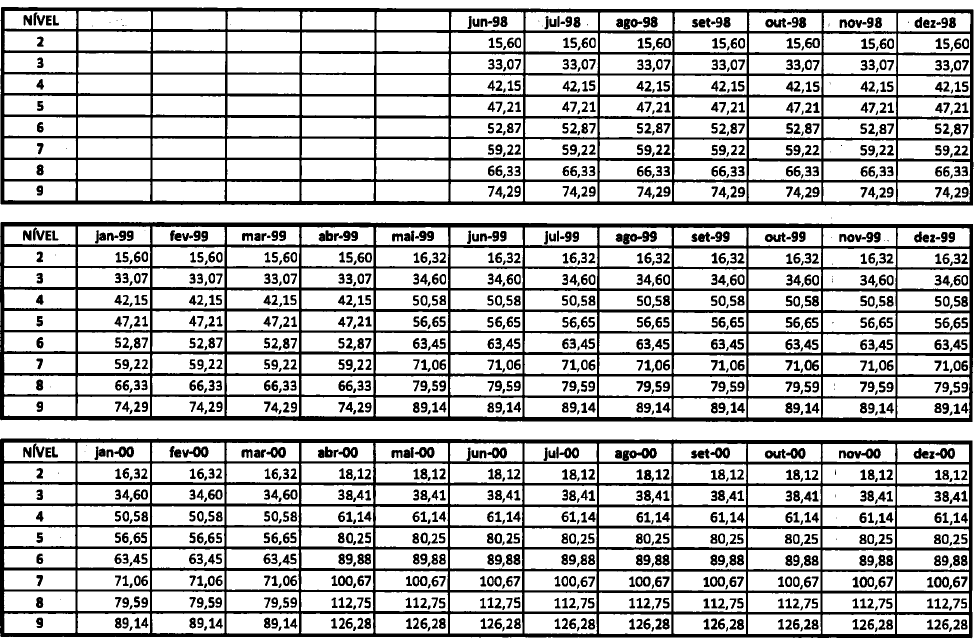 NÍVEL jun-98 jul-98 ago-98 set-98 out-98 nov-98 dez-98
2 15,60 15,60 15,60 15,60 15,60 15,60 15,60
3 33,07 33,07 33,07 33,07 33,07 33,07 33,07
4 42,15 42,15 42,15 42,15 42,15 42,15 42,15
5 47,21 47,21 47,21 47,21 47,21 47,21 47,21
6 52,87 52,87 52,87 52,87 52,87 52,87 52,87
7 59,22 59,22 59,22 59,22 59,22 59,22 59,22
8 66,33 66,33 66,33 66,33 66,33 66,33 66,33
9 74,29 74,29 74,29 74,29 74,29 74,29 74,29
NÍVEL jan-99 fev-99 mar-99 abr-99 mai-99 jun-99 jul-99 ago-99 set-99 out-99 nov-99 dez-99
2 15,60 15,60 15,60 15,60 16,32 16,32 16,32 16,32 16,32 16,32 16,32 16,32
3 33,07 33,07 33,07 33,07 34,60 34,60 34,60 34,60 34,60 34,60 34,60 34,60
4 42,15 42,15 42,15 42,15 50,58 50,58 50,58 50,58 50,58 50,58 50,58 50,58
5 47,21 47,21 47,21 47,21 56,65 56,65 56,65 56,65 56,65 56,65 56,65 56,65
6 52,87 52,87 52,87 52,87 63,45 63,45 63,45 63,45 63,45 63,45 63,45 63,45
7 59,22 59,22 59,22 59,22 71,06 71,06 71,06 71,06 71,06 71,06 71,06 71,06
8 66,33 66,33 66,33 66,33 79,59 79,59 79,59 79,59 79,59 79,59 79,59 79,59
9 74,29 74,29 74,29 74,29 89,14 89,14 89,14 89,14 89,14 89,14 89,14 89,14
NÍVEL jan-00 fev-00 mar-00 abr-00 mai-00 jun-00 jul-00 ago-00 set-00 out-00 nov-00 dez-00
2 16,32 16,32 16,32 18,12 18,12 18,12 18,12 18,12 18,12 18,12 18,12 18,12
3 34,60 34,60 34,60 38,41 38,41 38,41 38,41 38,41 38,41 38,41 38,41 38,41
4 50,58 50,58 50,58 61,14 61,14 61,14 61,14 61,14 61,14 61,14 61,14 61,14
5 56,65 56,65 56,65 80,25 80,25 80,25 80,25 80,25 80,25 80,25 80,25 80,25
6 63,45 63,45 63,45 89,88 89,88 89,88 89,88 89,88 89,88 89,88 89,88 89,88
7 71,06 71,06 71,06 100,67 100,67 100,67 100,67 100,67 100,67 100,67 100,67 100,67
8 79,59 79,59 79,59 112,75 112,75 112,75 112,75 112,75 112,75 112,75 112,75 112,75
9 89,14 89,14 89,14 126,28 126,28 126,28 126,28 126,28 126,28 126,28 126,28 126,28